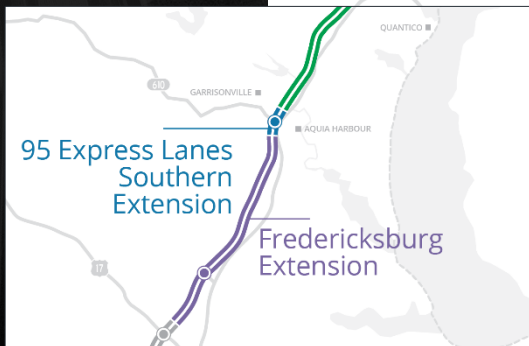 QUANTICO
610
GARRISONVILLE
AQUIA HARBOUR
95 Express Lanes
Southern
Extension
Fredericksburg
Extension
17